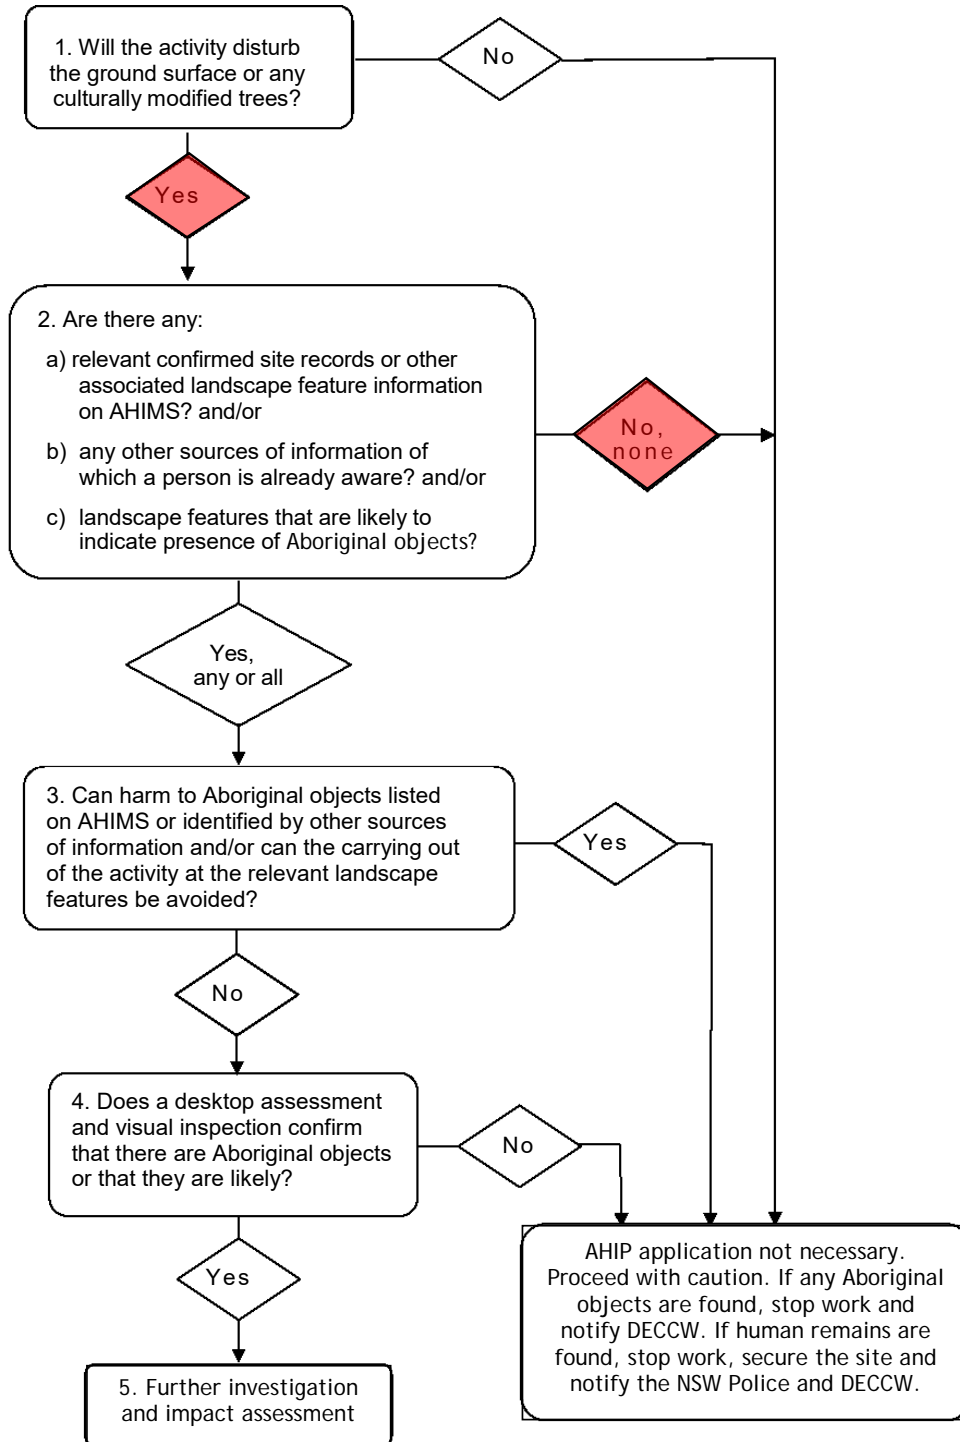 1. Will the activity disturb
the ground surface or any
culturally modified trees?
No
Yes
2. Are there any:
a) relevant confirmed site records or other
associated landscape feature information
on AHIMS? and/or
b) any other sources of information of
which a person is already aware? and/or
c) landscape features that are likely to
indicate presence of Aboriginal objects?
No,
none
Yes,
any or all
3. Can harm to Aboriginal objects listed
on AHIMS or identified by other sources
of information and/or can the carrying out
of the activity at the relevant landscape
features be avoided?
Yes
No
4. Does a desktop assessment
and visual inspection confirm
that there are Aboriginal objects
or that they are likely?
No
Yes
AHIP application not necessary.
Proceed with caution. If any Aboriginal
objects are found, stop work and
notify DECCW. If human remains are
found, stop work, secure the site and
notify the NSW Police and DECCW.
5. Further investigation
and impact assessment